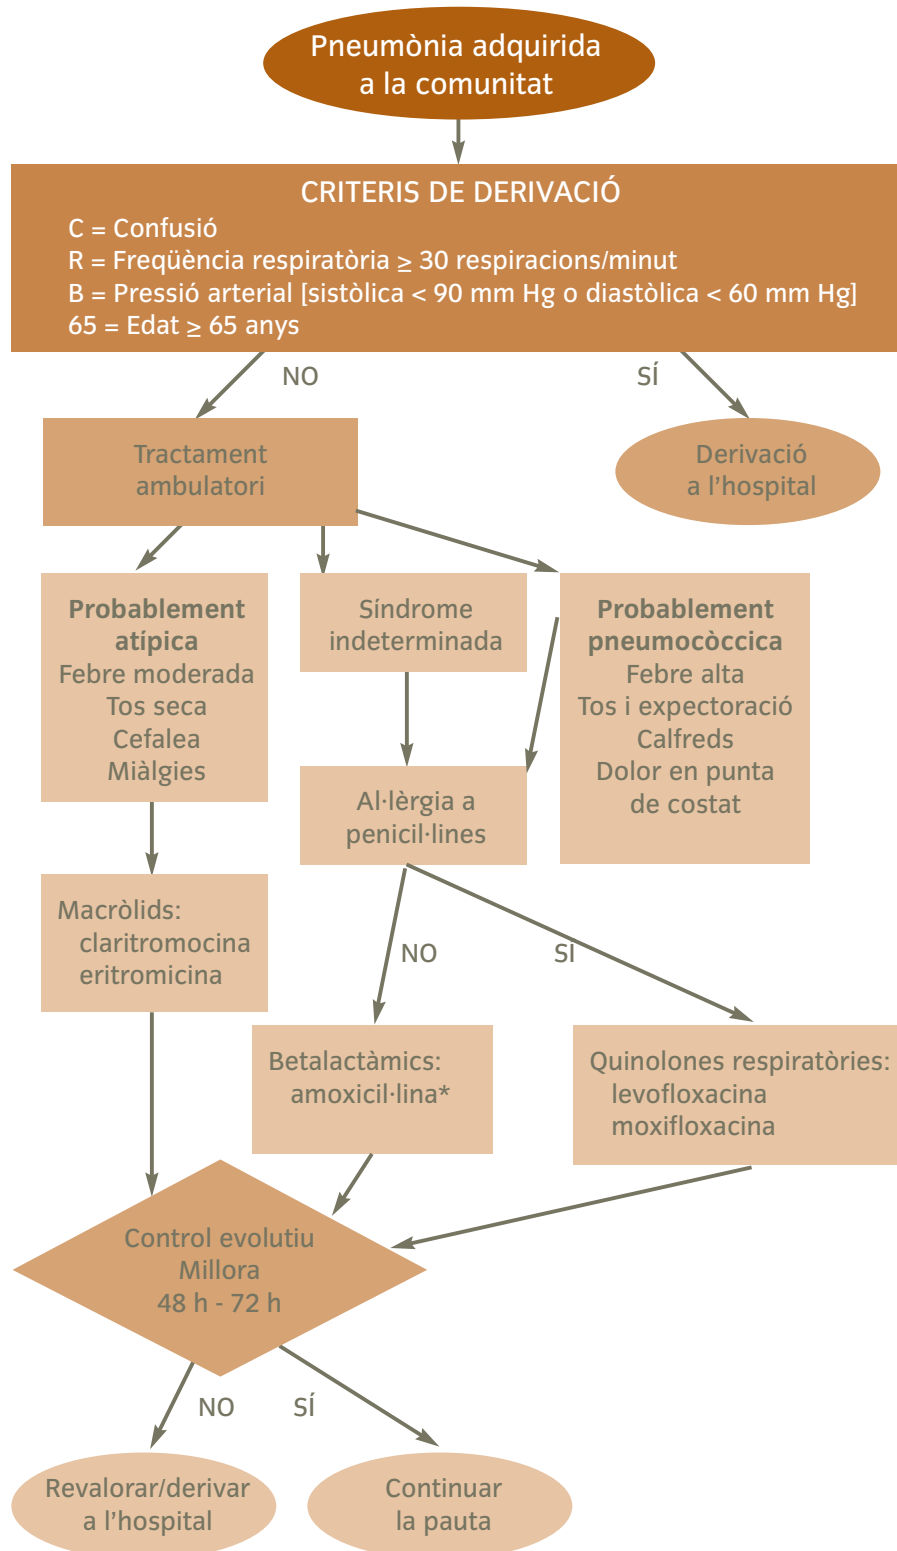 Pneumònia adquirida
a la comunitat
CRITERIS DE DERIVACIÓ
C = Confusió
R = Freqüència respiratòria ≥ 30 respiracions/minut
B = Pressió arterial [sistòlica < 90 mm Hg o diastòlica < 60 mm Hg]
65 = Edat ≥ 65 anys
NO
SÍ
Tractament
ambulatori
Derivació
a l'hospital
Probablement
atípica
Febre moderada
Tos seca
Cefalea
Miàlgies
Síndrome
indeterminada
Probablement
pneumocòccica
Febre alta
Tos i expectoració
Calfreds
Dolor en punta
de costat
Al·lèrgia a
penicil·lines
Macròlids:
claritromocina
eritromicina
NO
SI
Betalactàmics:
amoxicil·lina*
Quinolones respiratòries:
levofloxacina
moxifloxacina
Control evolutiu
Millora
48 h - 72 h
NO
SÍ
Revalorar/derivar
a l'hospital
Continuar
la pauta